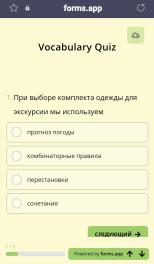 forms.app
Vocabulary Quiz
1. При выборе комплекта одежды для
экскурсии мы используем
прогноз погоды
комбинаторные правила
перестановки
сочетания
следующий →
1 / 5
Powered by forms.app